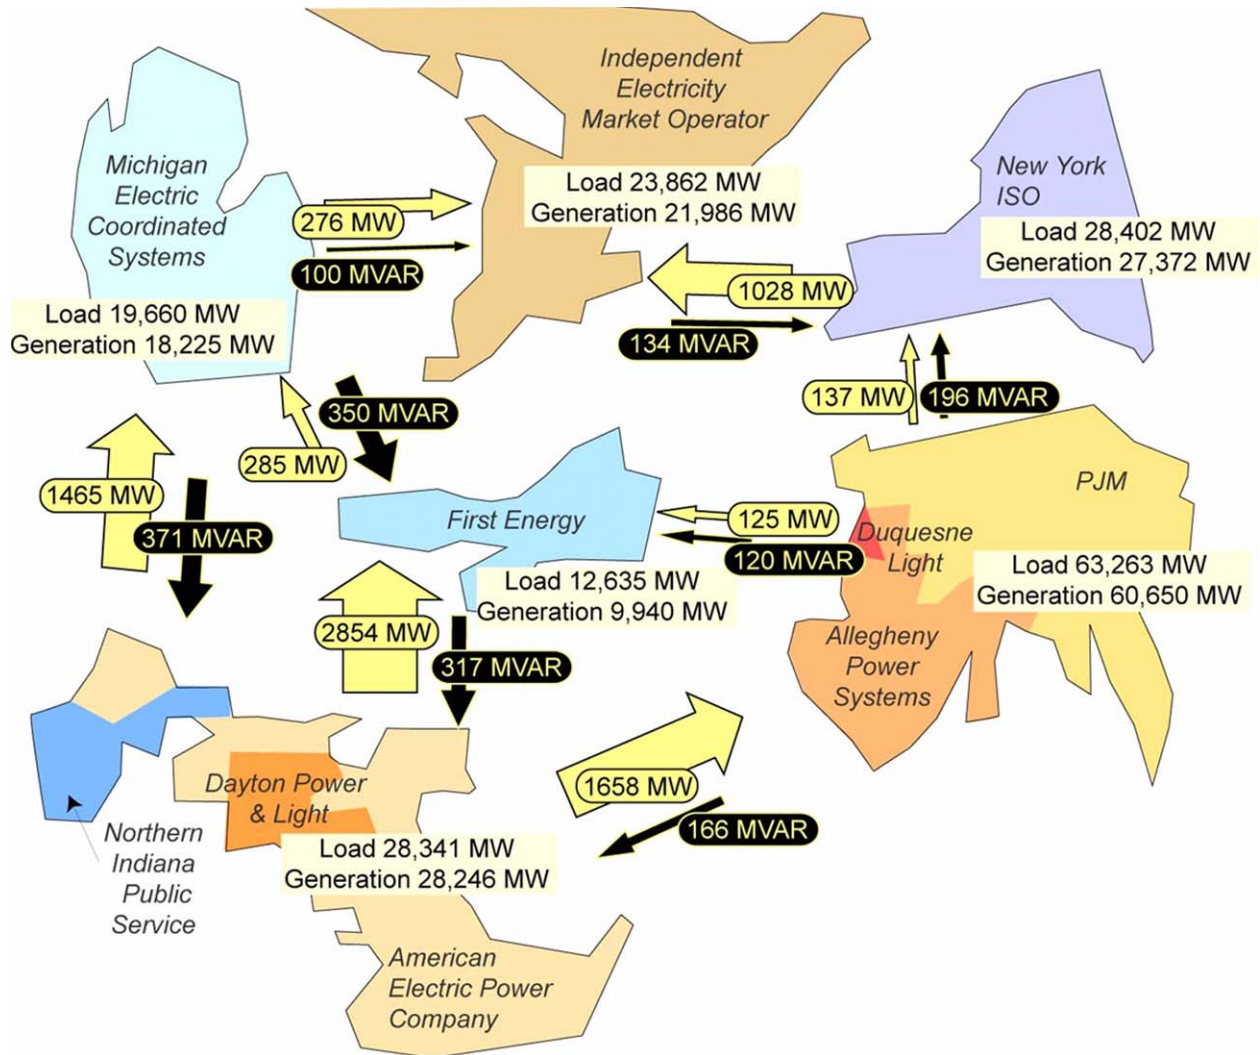 Independent
Electricity
Market Operator
Michigan
Electric
Coordinated
Systems
New York
ISO
Load 23,862 MW
Generation 21,986 MW
276 MW
100 MVAR
Load 28,402 MW
Generation 27,372 MW
1028 MW
134 MVAR
Load 19,660 MW
Generation 18,225 MW
137 MW
196 MVAR
350 MVAR
285 MW
1465 MW
371 MVAR
First Energy
125 MW
120 MVAR
PJM
Duquesne
Light
Load 12,635 MW
Generation 9,940 MW
Load 63,263 MW
Generation 60,650 MW
2854 MW
317 MVAR
Allegheny
Power
Systems
1658 MW
166 MVAR
Dayton Power
& Light
Northern
Indiana
Public
Service
Load 28,341 MW
Generation 28,246 MW
American
Electric Power
Company